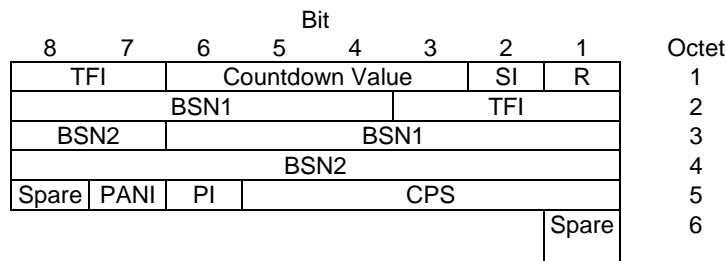 Bit
8 7 6 5 4 3 2 1 Octet
TFI Countdown Value SI R 1
BSN1 TFI 2
BSN2 BSN1 3
BSN2 4
Spare PANI PI CPS 5
Spare 6